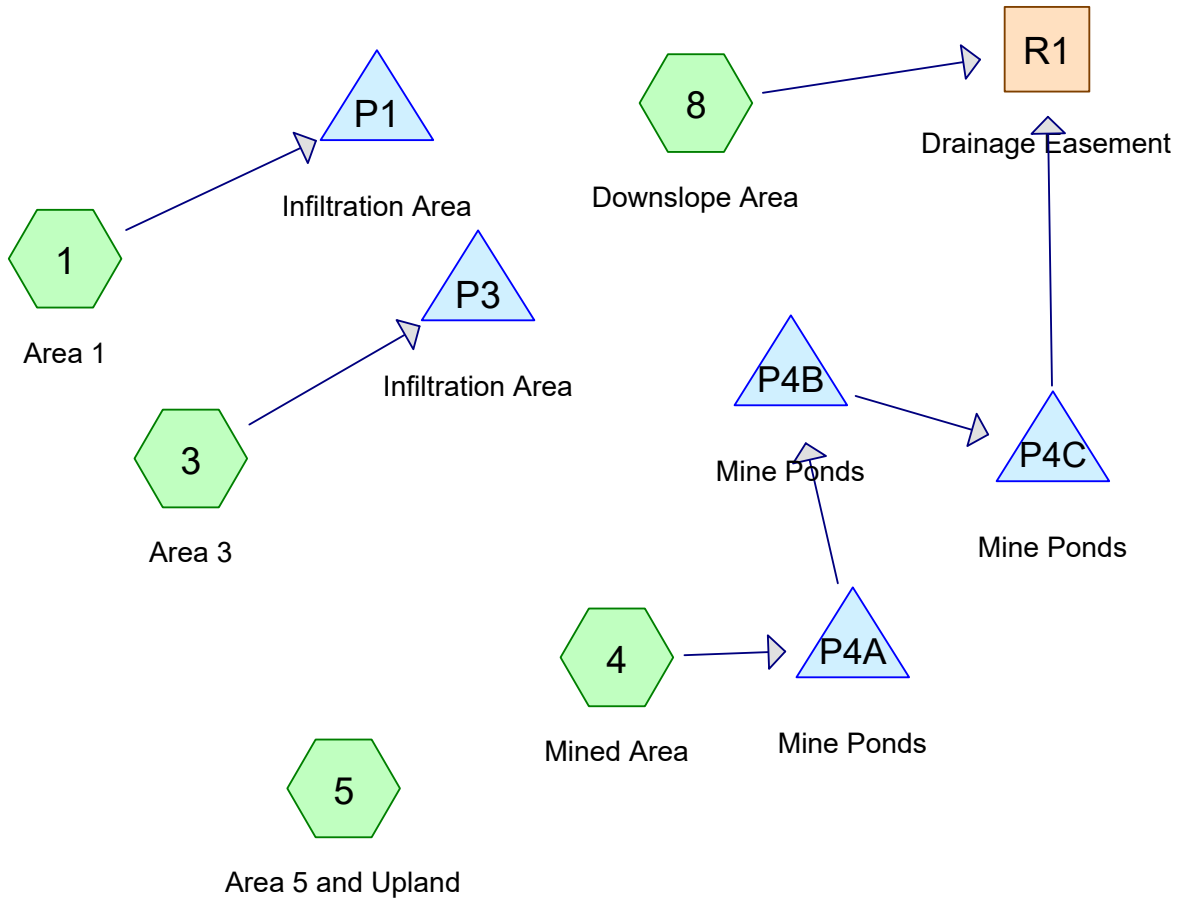 R1
Drainage Easement
8
Downslope Area
P1
Infiltration Area
1
Area 1
P3
Infiltration Area
3
Area 3
P4B
Mine Ponds
P4C
Mine Ponds
4
Mined Area
P4A
Mine Ponds
5
Area 5 and Upland